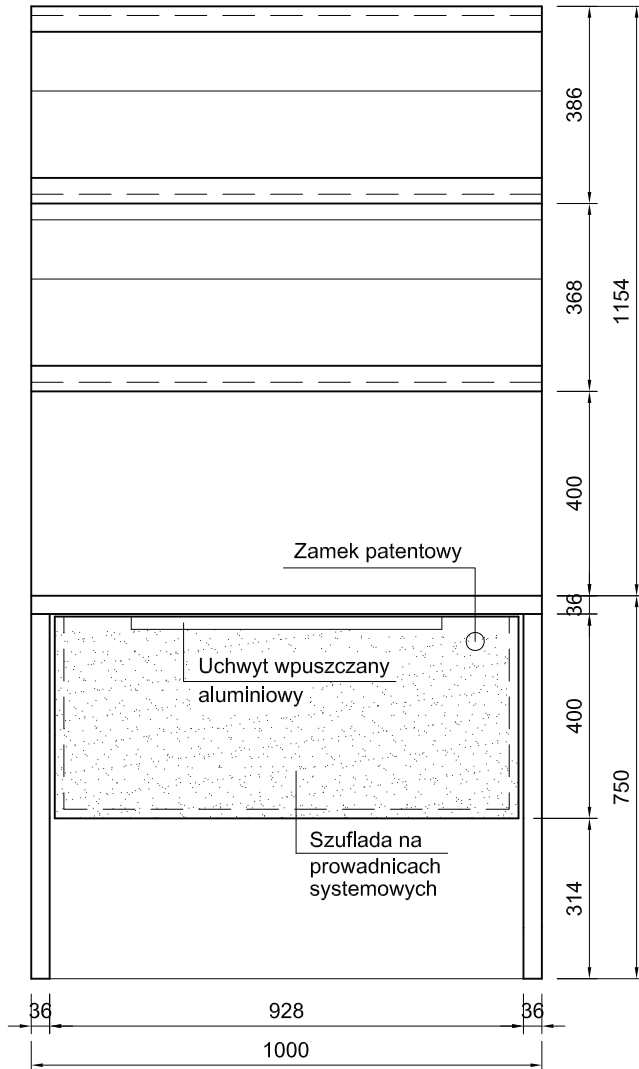 386
368
1154
400
Zamek patentowy
36
Uchwyt wpuszczany
aluminiowy
400
750
Szuflada na
prowadnicach
systemowych
314
36
928
36
1000